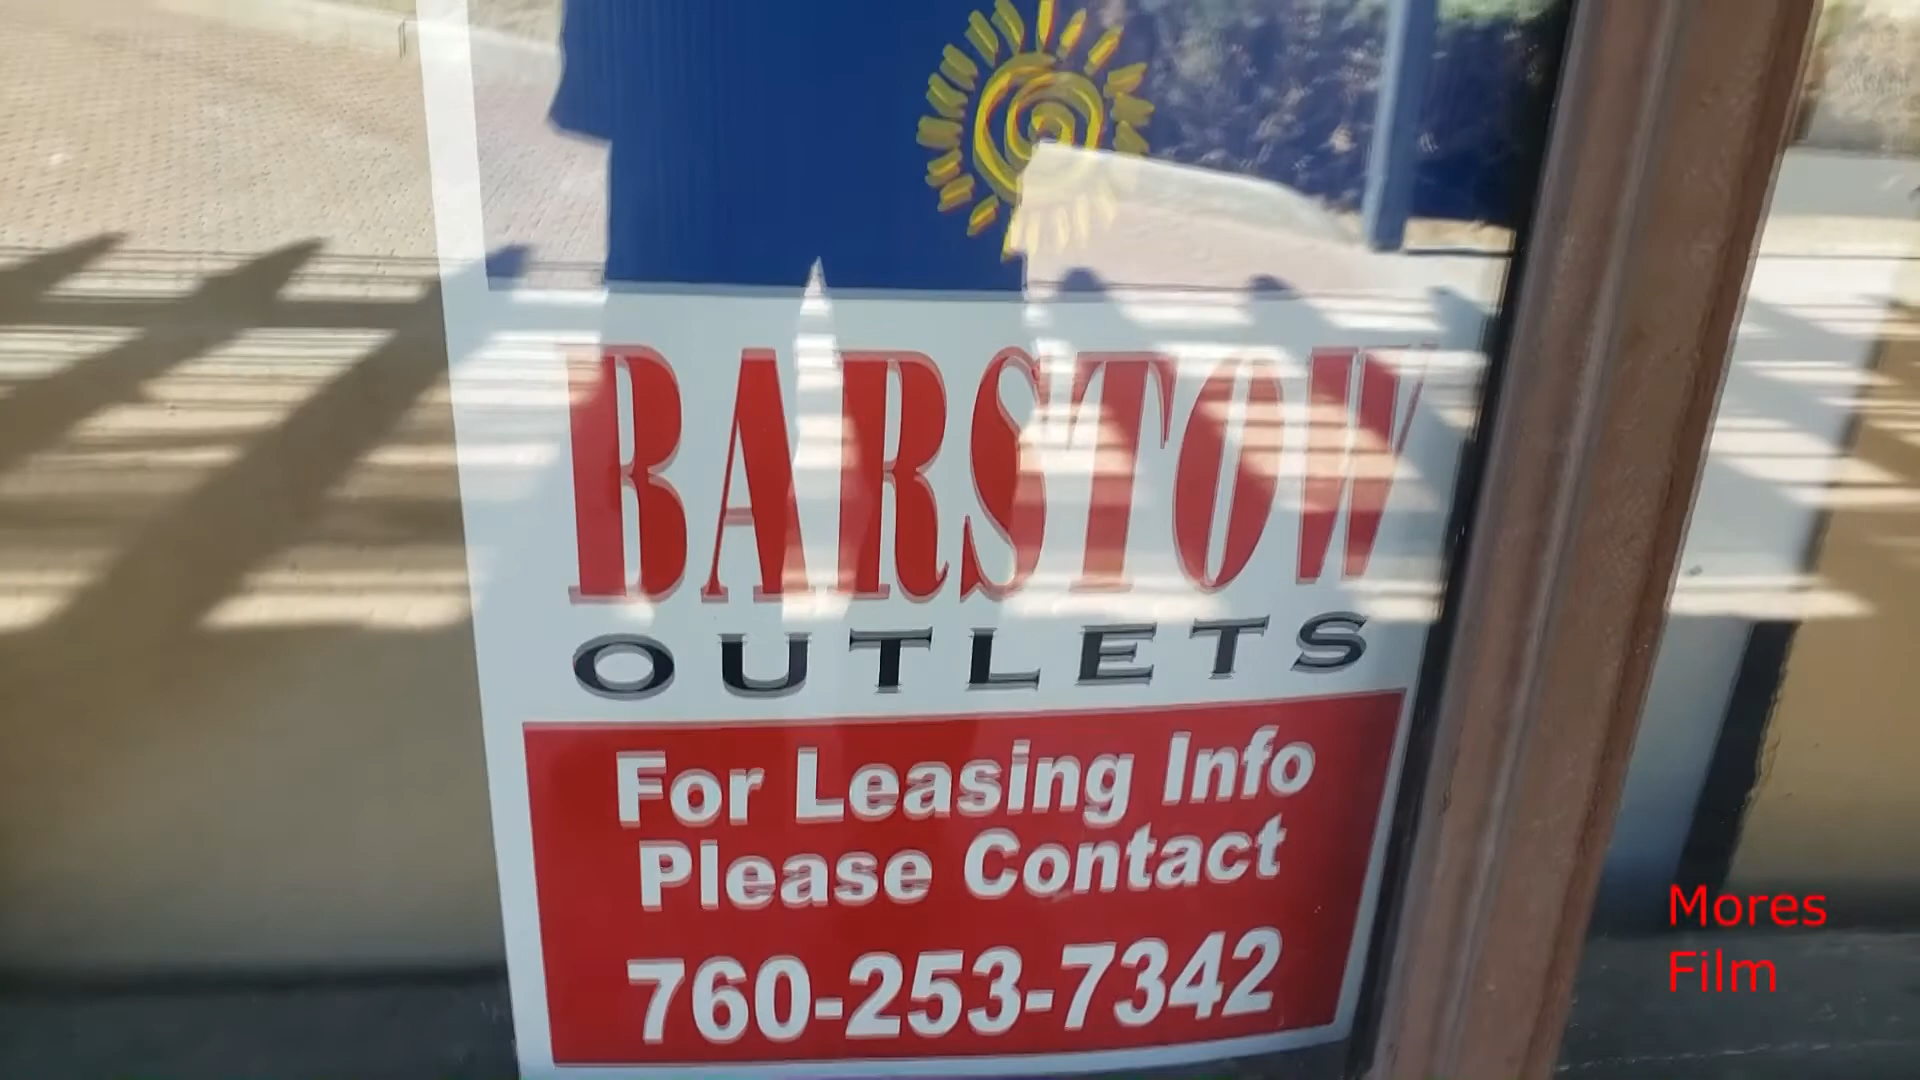 BARSTOW
OUTLETS
For Leasing Info
Please Contact
760-253-7342
Mores
Film